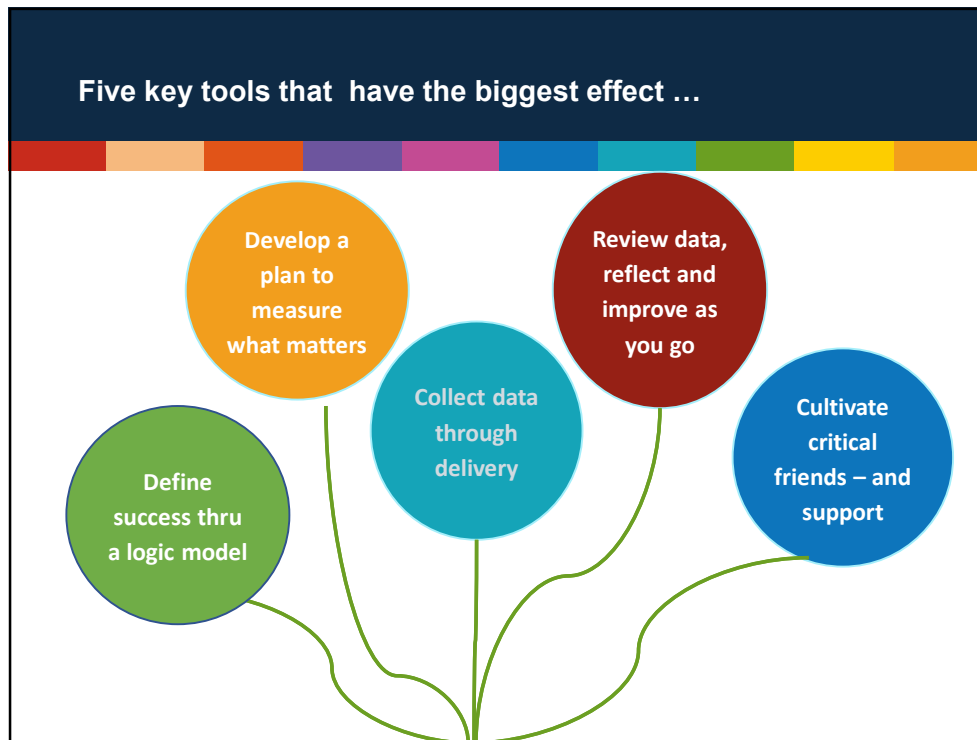 Five key tools that  have the biggest effect …
Define
success thru
a logic model
Develop a
plan to
measure
what matters
Collect data
through
delivery
Review data,
reflect and
improve as
you go
Cultivate
critical
friends – and
support